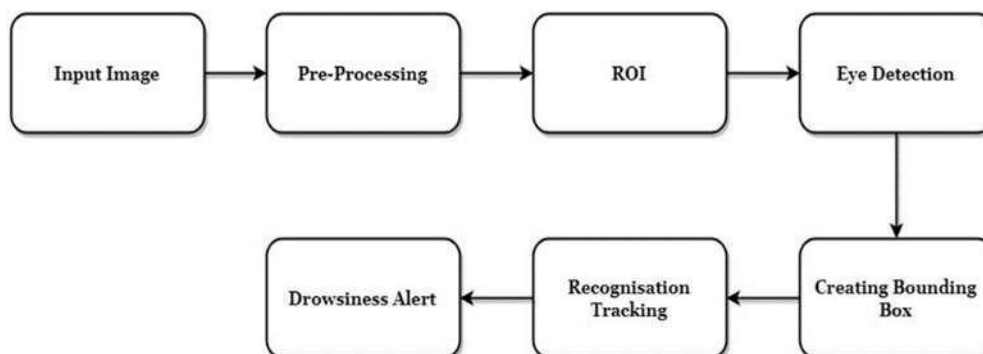 Input Image
Pre-Processing
ROI
Eye Detection
Creating Bounding
Box
Recognisation
Tracking
Drowsiness Alert